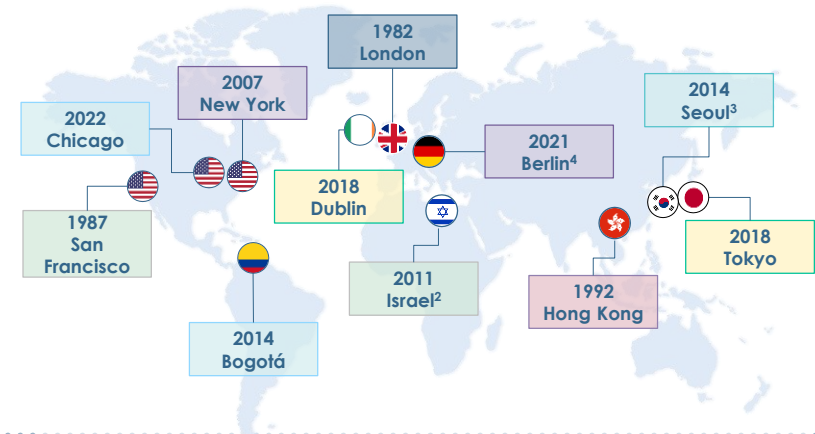 1982
London
2007
New York
2014
Seoul³
2022
Chicago
2021
Berlin⁴
2018
Dublin
1987
San
Francisco
2018
Tokyo
2011
Israel²
1992
Hong Kong
2014
Bogotá